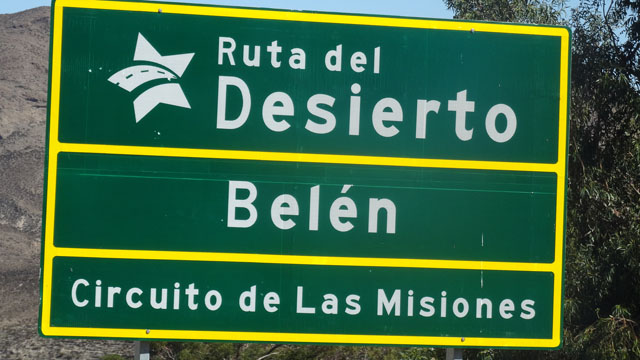 Ruta del
Desierto
Belén
Circuito de Las Misiones